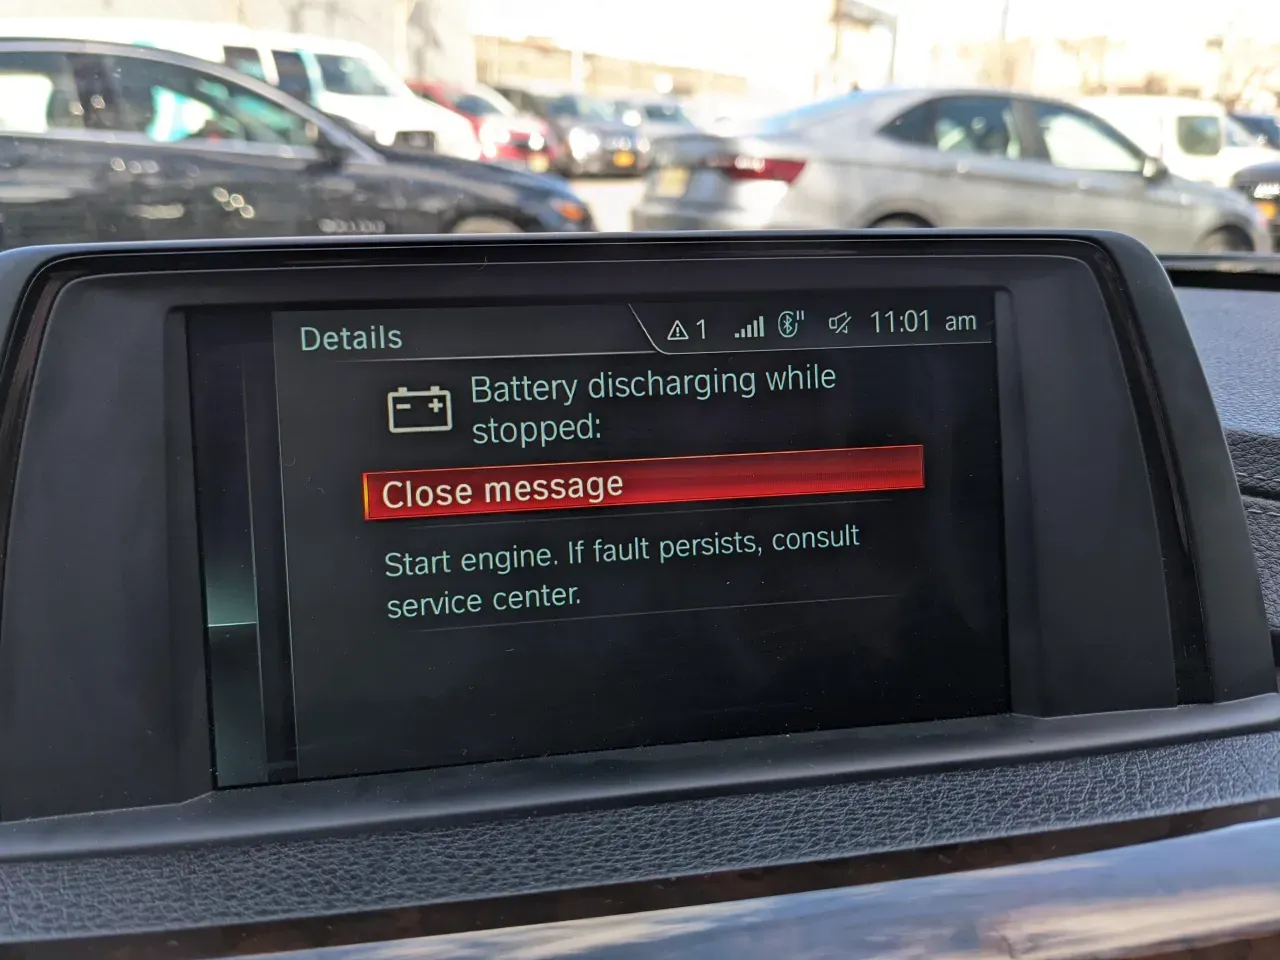 Details
1
11:01 am
Battery discharging while
stopped:
Close message
Start engine. If fault persists, consult
service center.